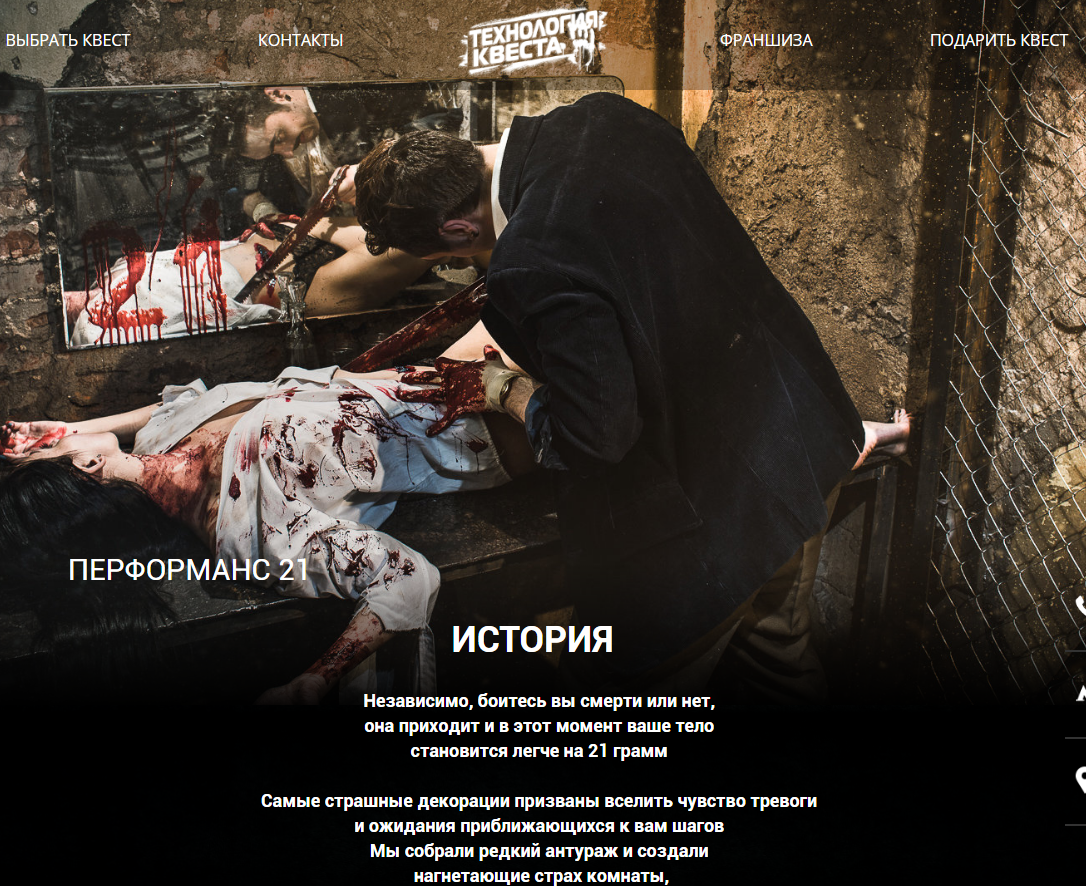 ВЫБРАТЬ КВЕСТ
КОНТАКТЫ
ТЕХНОЛОГИЯ
КВЕСТА
ФРАНШИЗА
ПОДАРИТЬ КВЕСТ
ПЕРФОРМАНС 21
ИСТОРИЯ
Независимо, боитесь вы смерти или нет,
она приходит и в этот момент ваше тело
становится легче на 21 грамм
Самые страшные декорации призваны вселить чувство тревоги
и ожидания приближающихся к вам шагов
Мы собрали редкий антураж и создали
нагнетающие страх комнаты,